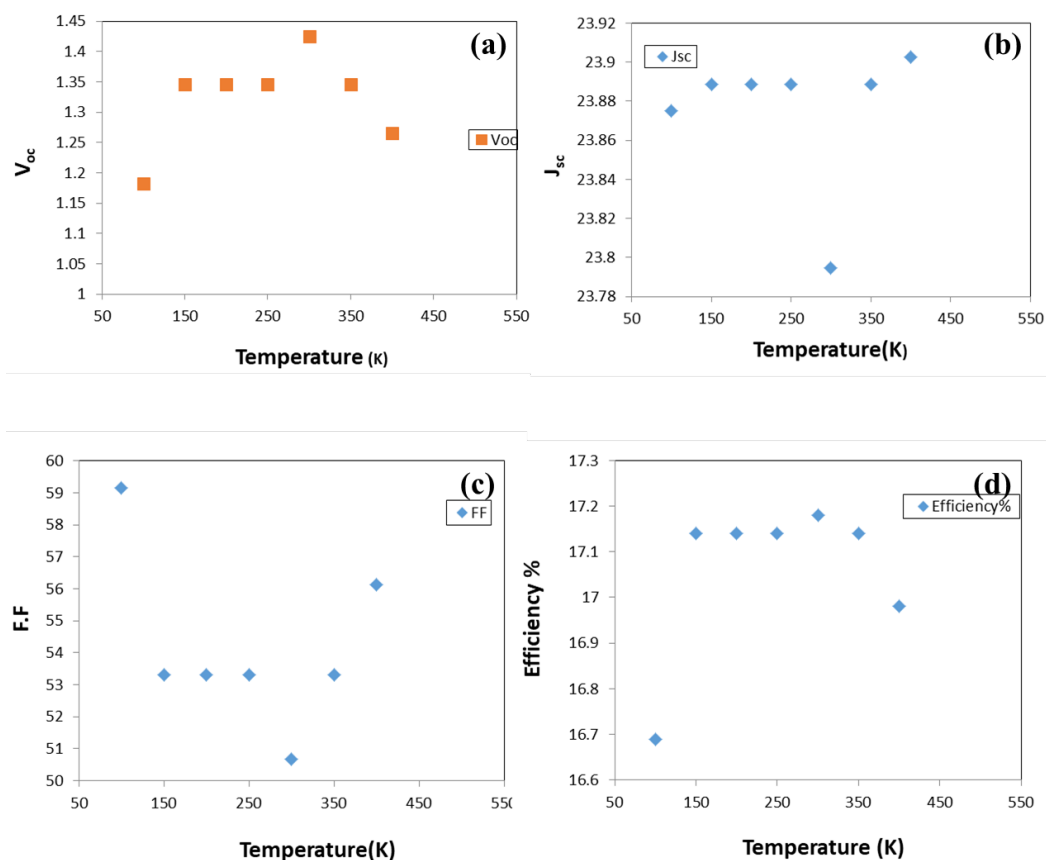 (a)
1.45
1.4
1.35
1.3
1.25
1.2
1.15
1.1
1.05
1
V_oc
Voc
50 150 250 350 450 550
Temperature (K)
(b)
23.92
23.9
23.88
23.86
23.84
23.82
23.8
23.78
J_sc
Jsc
50 150 250 350 450 550
Temperature(K)
(c)
60
59
58
57
56
55
54
53
52
51
50
F.F
FF
50 150 250 350 450 550
Temperature(K)
(d)
17.3
17.2
17.1
17
16.9
16.8
16.7
16.6
Efficiency %
Efficiency%
50 150 250 350 450 550
Temperature (K)